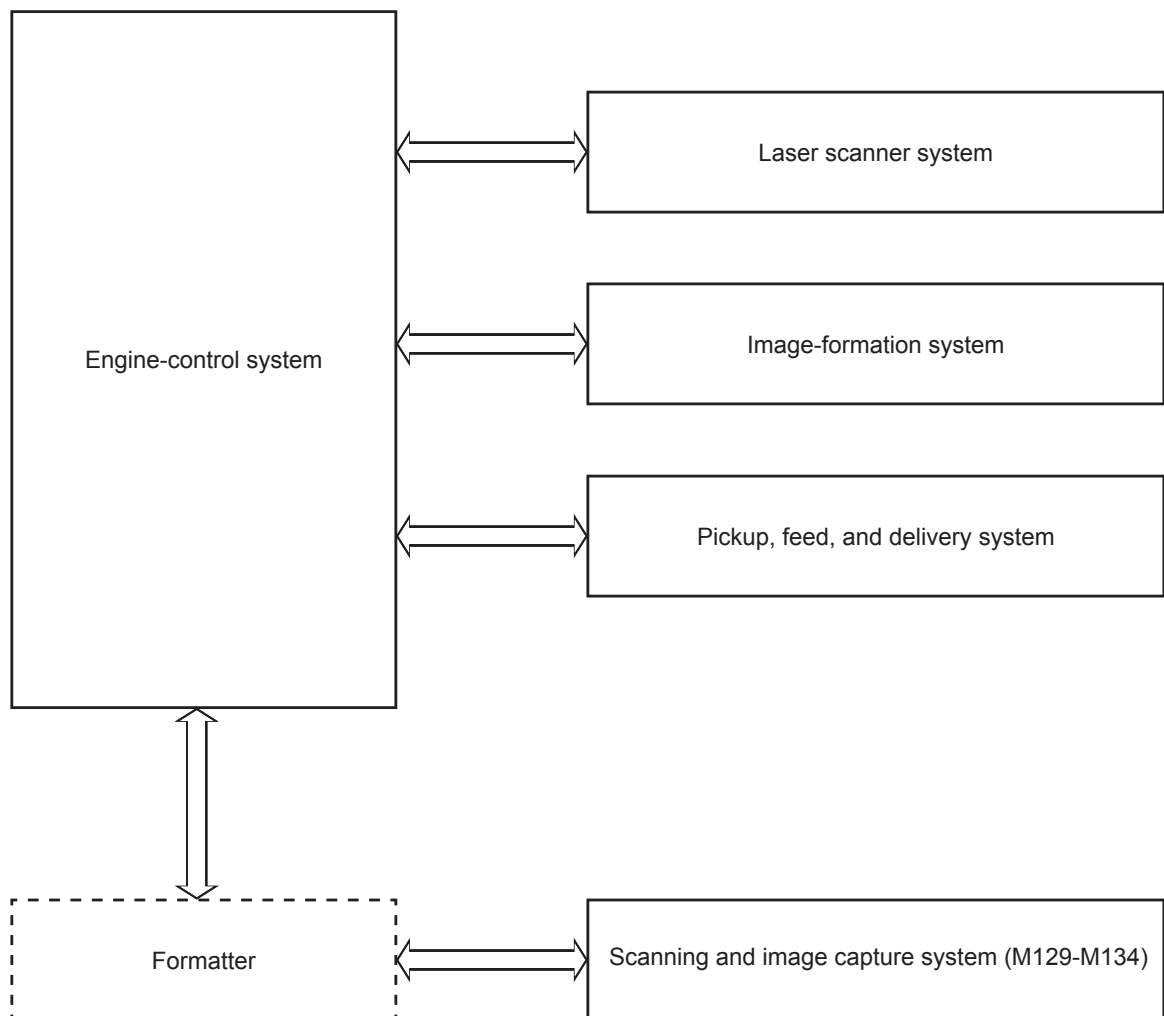 Laser scanner system
Engine-control system
Image-formation system
Pickup, feed, and delivery system
Formatter
Scanning and image capture system (M129-M134)